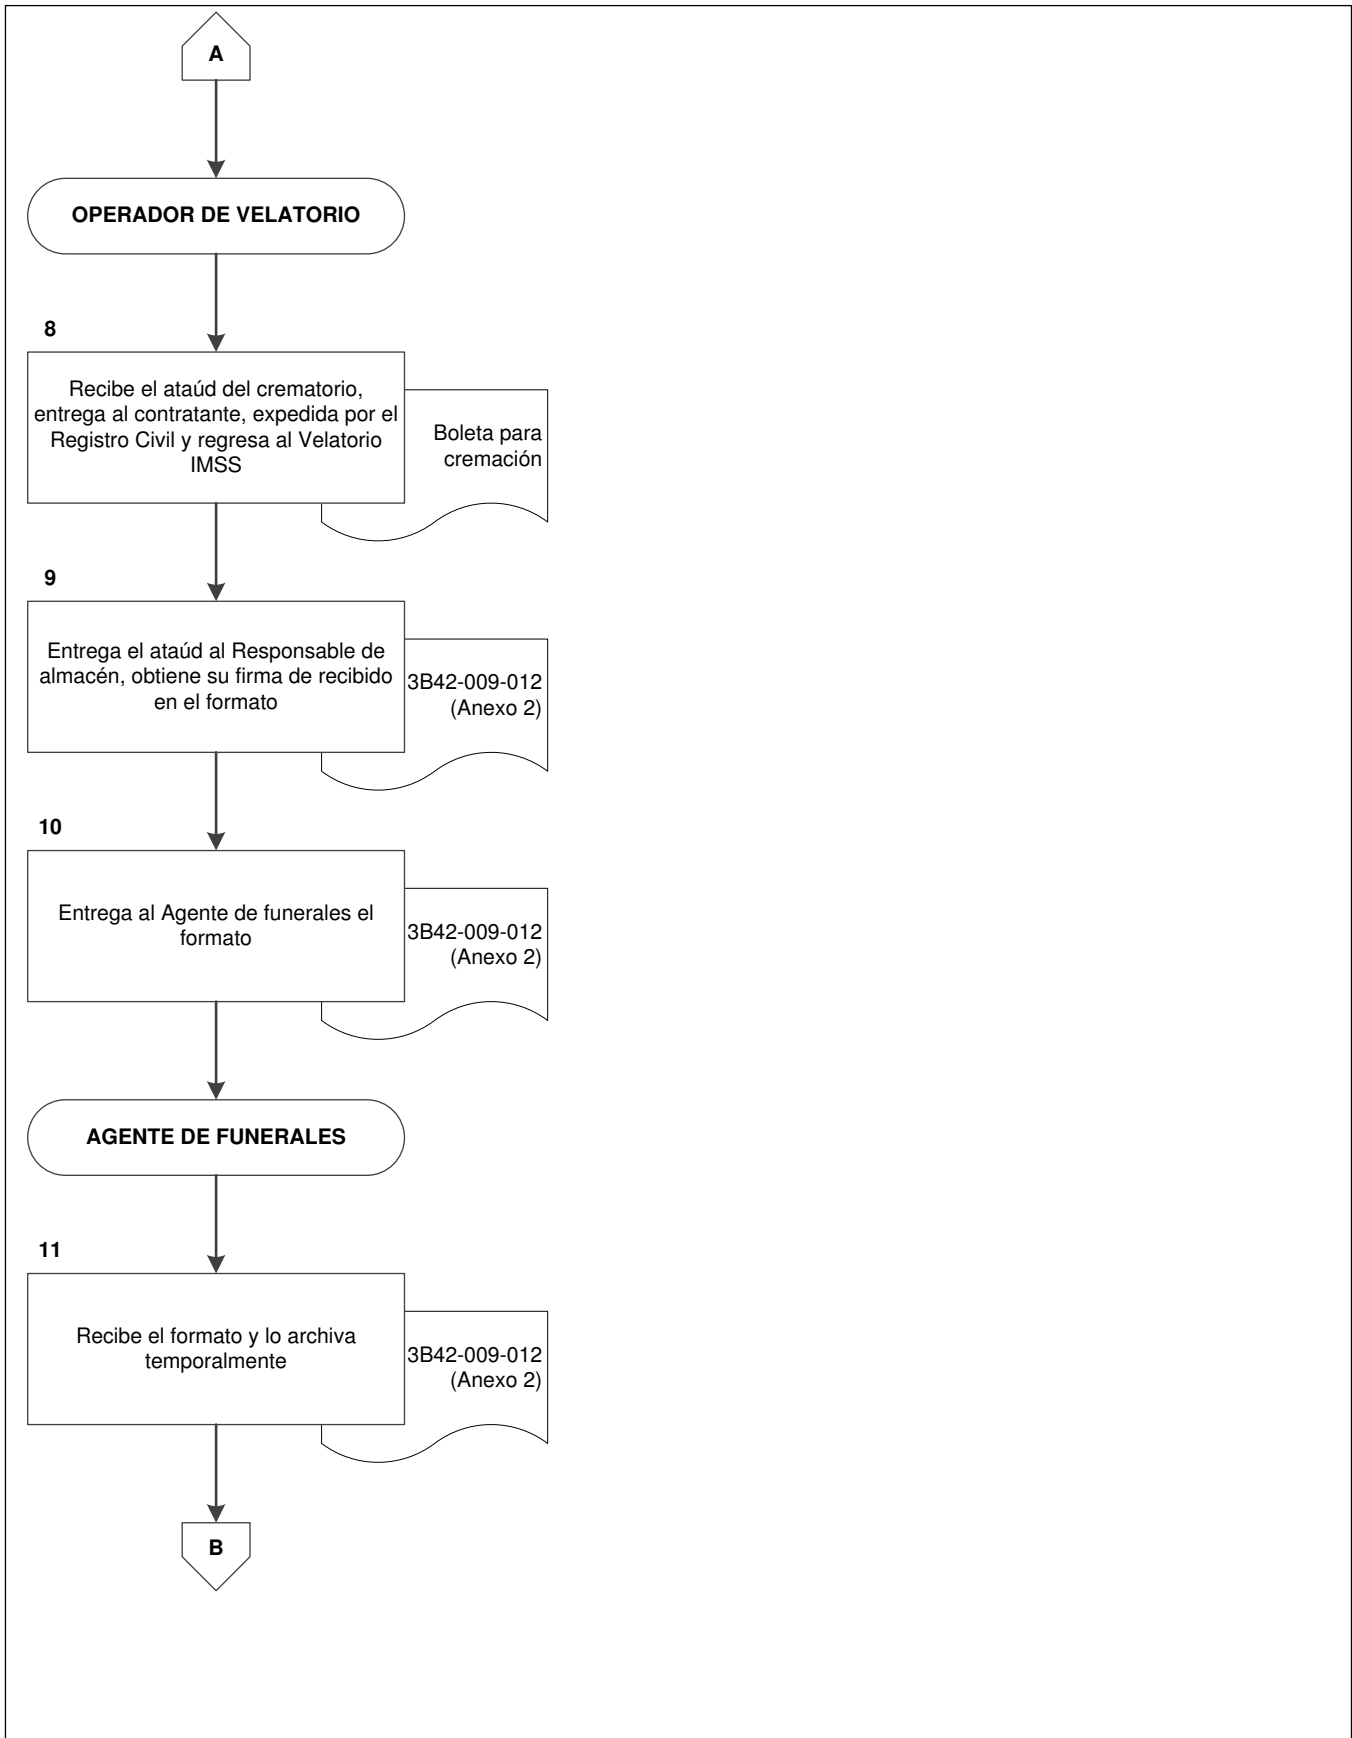 A
OPERADOR DE VELATORIO
8
Recibe el ataúd del crematorio,
entrega al contratante, expedida por el
Registro Civil y regresa al Velatorio
IMSS
Boleta para
cremación
9
Entrega el ataúd al Responsable de
almacén, obtiene su firma de recibido
en el formato
3B42-009-012
(Anexo 2)
10
Entrega al Agente de funerales el
formato
3B42-009-012
(Anexo 2)
AGENTE DE FUNERALES
11
Recibe el formato y lo archiva
temporalmente
3B42-009-012
(Anexo 2)
B